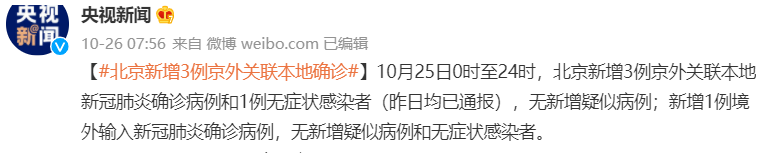 央视新闻
央视
新闻
10-26 07:56 来自 微博 weibo.com 已编辑
【#北京新增3例京外关联本地确诊#】10月25日0时至24时，北京新增3例京外关联本地
新冠肺炎确诊病例和1例无症状感染者（昨日均已通报），无新增疑似病例；新增1例境
外输入新冠肺炎确诊病例，无新增疑似病例和无症状感染者。